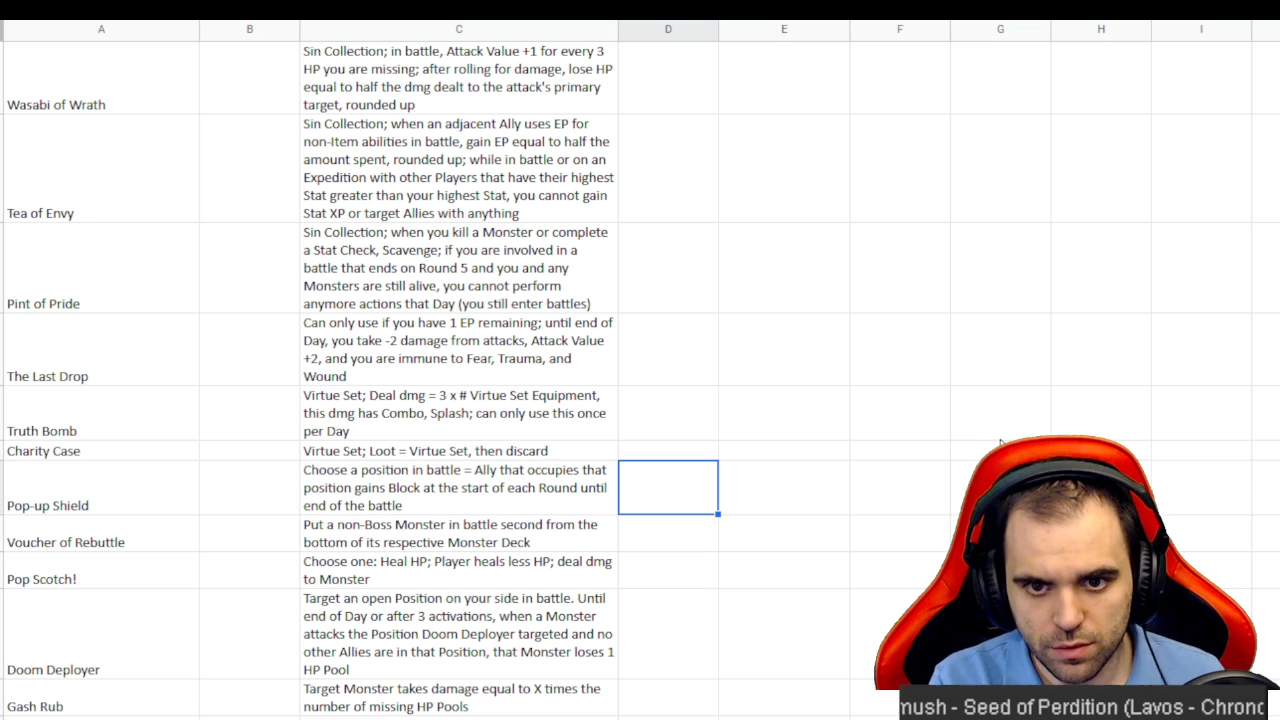 A B C D E F G H I
Sin Collection; in battle, Attack Value +1 for every 3
HP you are missing; after rolling for damage, lose HP
equal to half the dmg dealt to the attack's primary
Wasabi of Wrath target, rounded up
Sin Collection; when an adjacent Ally uses EP for
non-Item abilities in battle, gain EP equal to half the
amount spent, rounded up; while in battle or on an
Expedition with other Players that have their highest
Stat greater than your highest Stat, you cannot gain
Tea of Envy Stat XP or target Allies with anything
Sin Collection; when you kill a Monster or complete
a Stat Check, Scavenge; if you are involved in a
battle that ends on Round 5 and you and any
Monsters are still alive, you cannot perform
Pint of Pride anymore actions that Day (you still enter battles)
Can only use if you have 1 EP remaining; until end of
Day, you take -2 damage from attacks, Attack Value
+2, and you are immune to Fear, Trauma, and
The Last Drop Wound
Virtue Set; Deal dmg = 3 x # Virtue Set Equipment,
this dmg has Combo, Splash; can only use this once
Truth Bomb per Day
Charity Case Virtue Set; Loot = Virtue Set, then discard
Choose a position in battle = Ally that occupies that
position gains Block at the start of each Round until
Pop-up Shield end of the battle
Put a non-Boss Monster in battle second from the
Voucher of Rebuttle bottom of its respective Monster Deck
Choose one: Heal HP; Player heals less HP; deal dmg
Pop Scotch! to Monster
Target an open Position on your side in battle. Until
end of Day or after 3 activations, when a Monster
attacks the Position Doom Deployer targeted and no
other Allies are in that Position, that Monster loses 1
Doom Deployer HP Pool
Target Monster takes damage equal to X times the
Gash Rub number of missing HP Pools
mush - Seed of Perdition (Lavos - Chrono